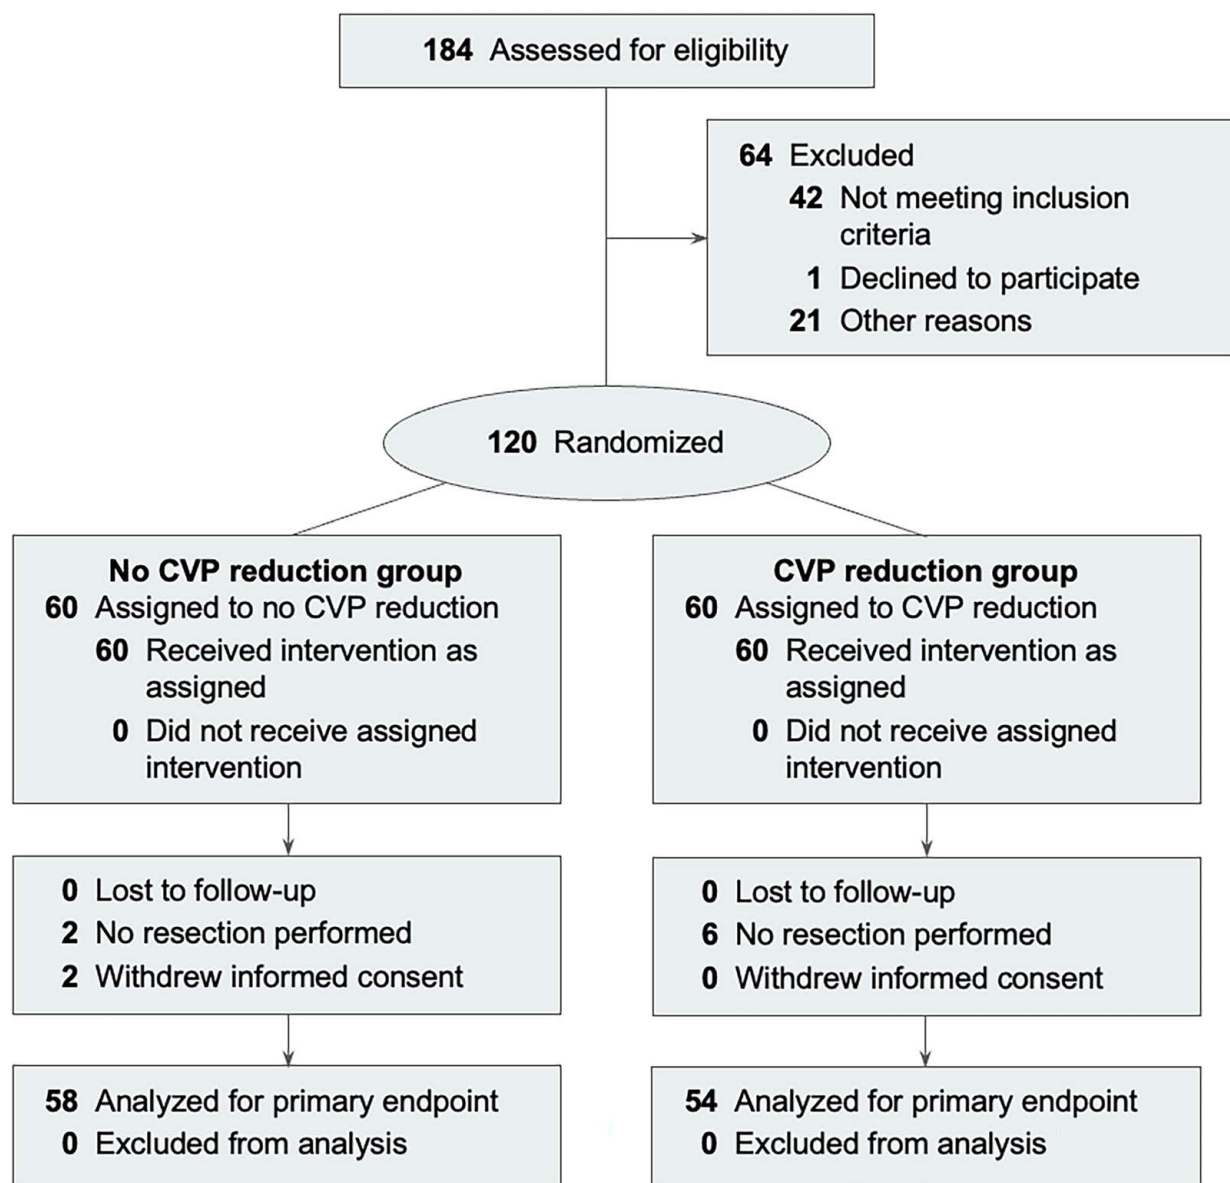 184 Assessed for eligibility
64 Excluded
42 Not meeting inclusion
criteria
1 Declined to participate
21 Other reasons
120 Randomized
No CVP reduction group
60 Assigned to no CVP reduction
60 Received intervention as
assigned
0 Did not receive assigned
intervention
CVP reduction group
60 Assigned to CVP reduction
60 Received intervention as
assigned
0 Did not receive assigned
intervention
0 Lost to follow-up
2 No resection performed
2 Withdrew informed consent
0 Lost to follow-up
6 No resection performed
0 Withdrew informed consent
58 Analyzed for primary endpoint
0 Excluded from analysis
54 Analyzed for primary endpoint
0 Excluded from analysis